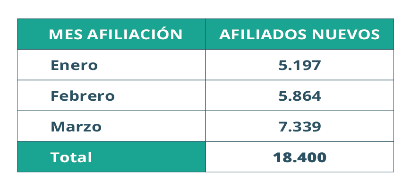 MES AFILIACIÓN AFILIADOS NUEVOS
Enero 5.197
Febrero 5.864
Marzo 7.339
Total 18.400